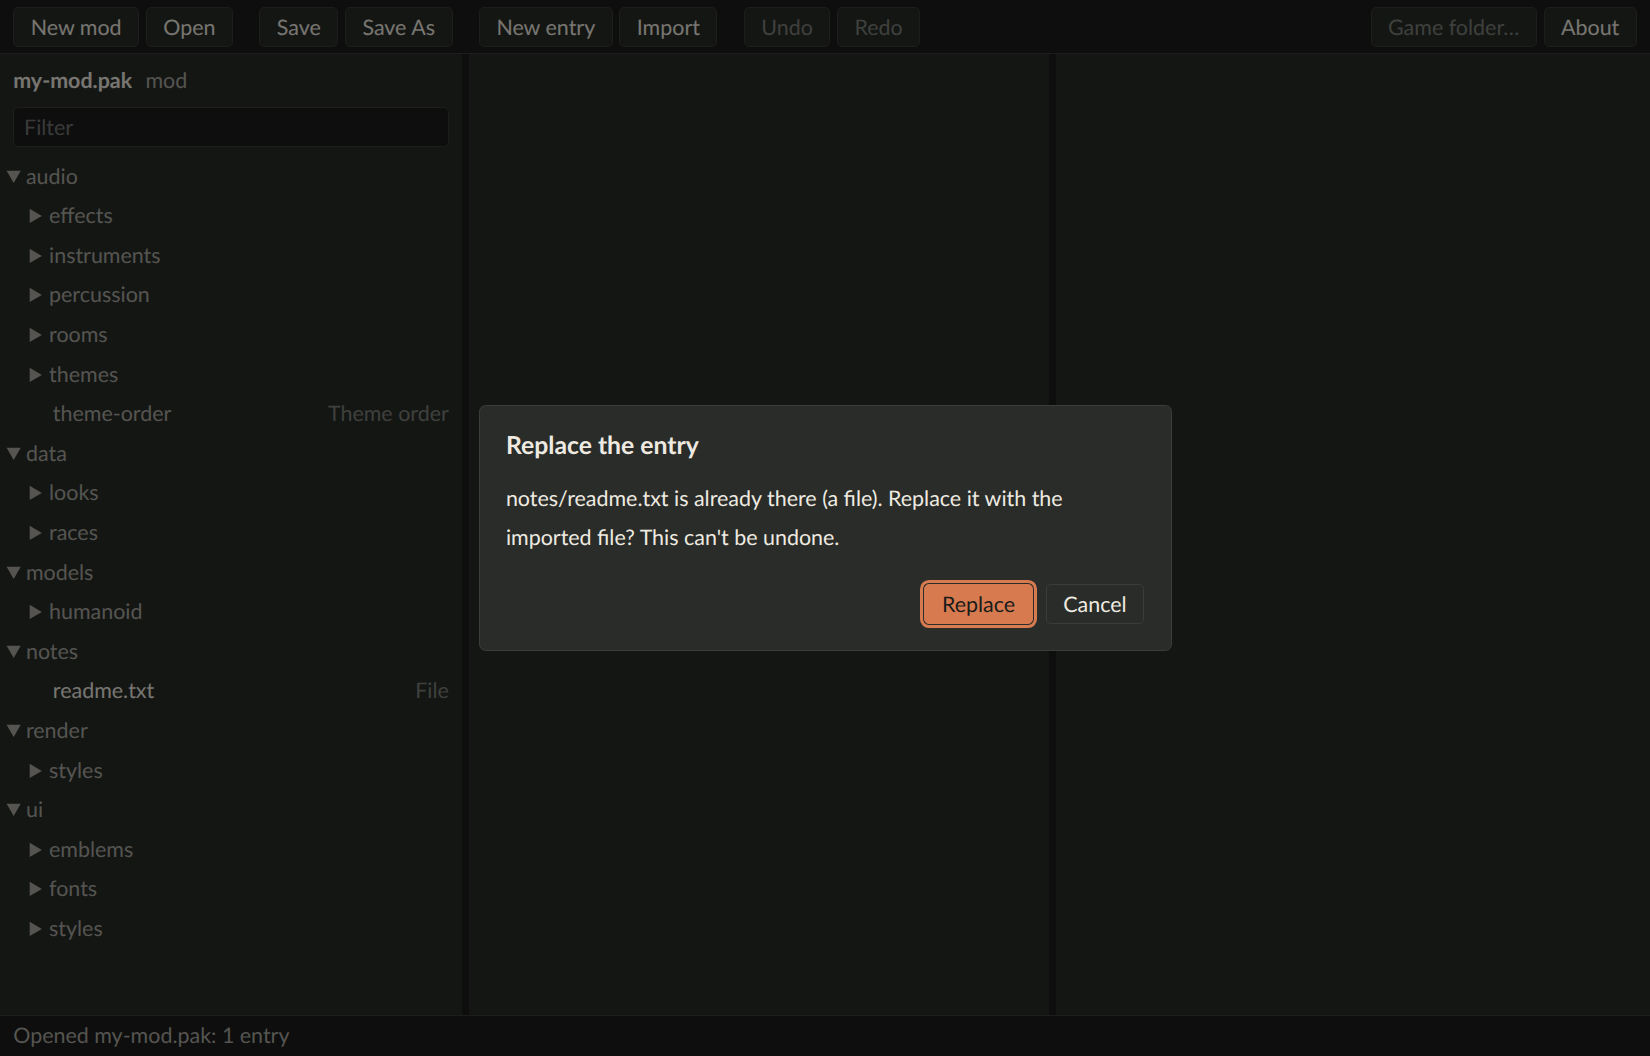 New mod Open Save Save As New entry Import Undo Redo Game folder... About
my-mod.pak mod
Filter
audio
effects
instruments
percussion
rooms
themes
theme-order Theme order
data
looks
races
models
humanoid
notes
readme.txt File
render
styles
ui
emblems
fonts
styles
Replace the entry
notes/readme.txt is already there (a file). Replace it with the
imported file? This can't be undone.
Replace Cancel
Opened my-mod.pak: 1 entry